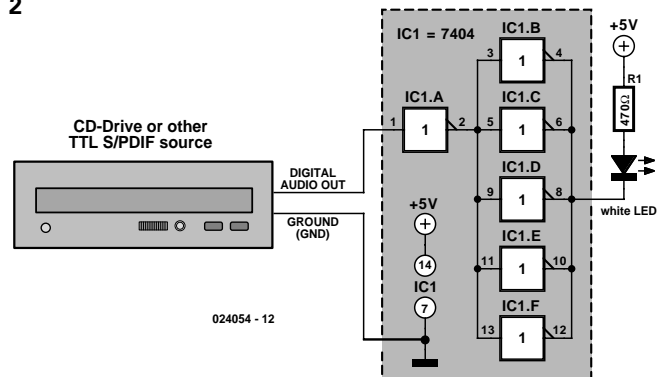 2
IC1 = 7404
IC1.B
3
1
4
+5V
R1
470Ω
IC1.A
1
1
2
IC1.C
5
1
6
CD-Drive or other
TTL S/PDIF source
DIGITAL
AUDIO OUT
GROUND
(GND)
IC1.D
9
1
8
white LED
+5V
14
IC1
7
IC1.E
11
1
10
IC1.F
13
1
12
024054 - 12